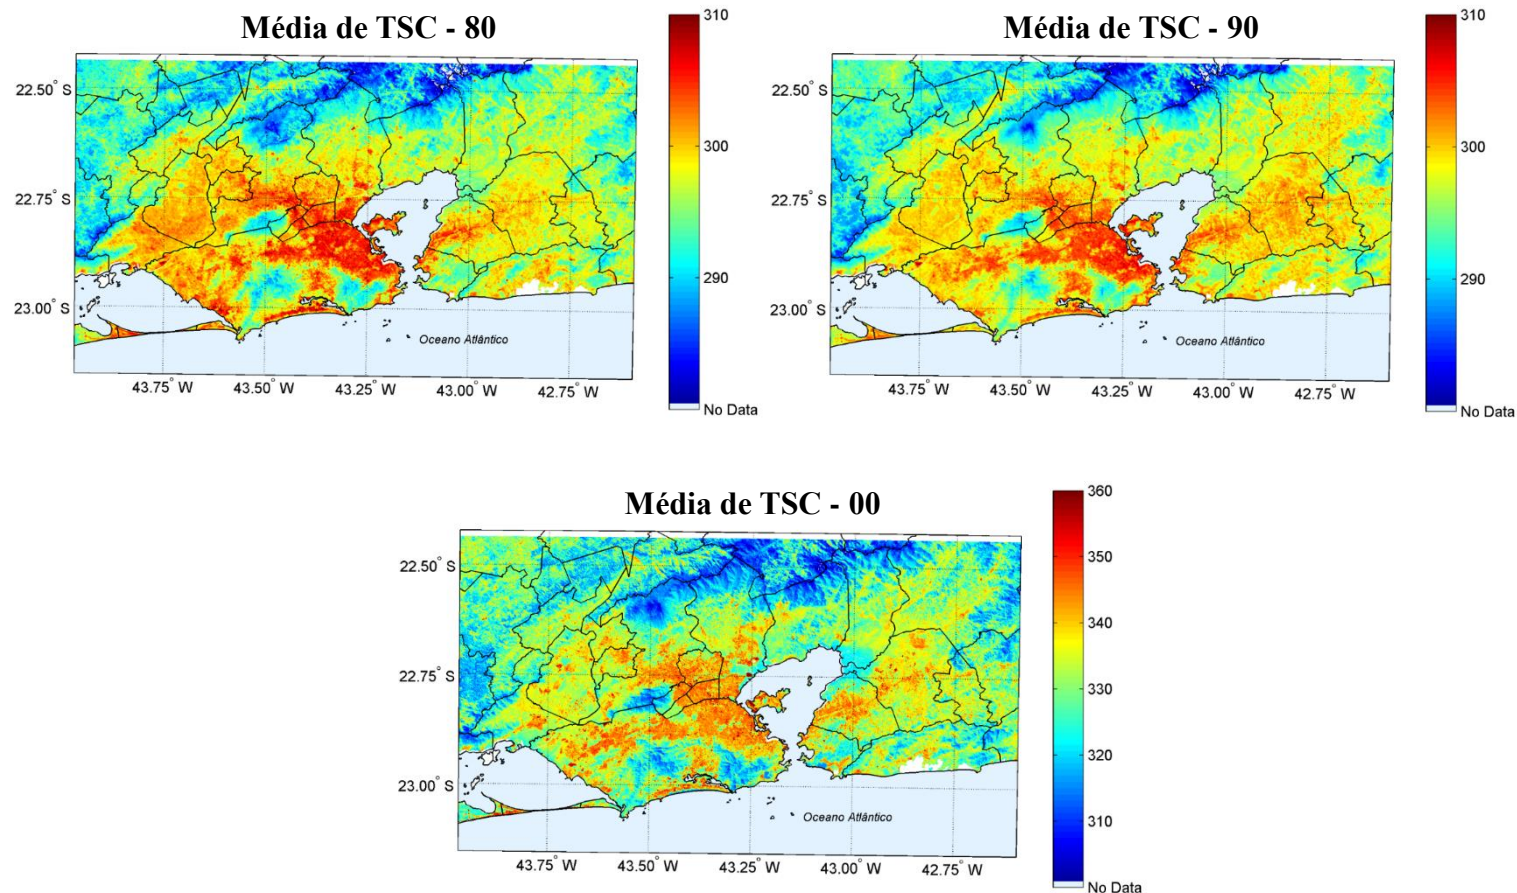 Média de TSC - 80
310
300
290
No Data
22.50° S
22.75° S
23.00° S
43.75° W
43.50° W
43.25° W
43.00° W
42.75° W
Oceano Atlântico
Média de TSC - 90
310
300
290
No Data
22.50° S
22.75° S
23.00° S
43.75° W
43.50° W
43.25° W
43.00° W
42.75° W
Oceano Atlântico
Média de TSC - 00
360
350
340
330
320
310
No Data
22.50° S
22.75° S
23.00° S
43.75° W
43.50° W
43.25° W
43.00° W
42.75° W
Oceano Atlântico